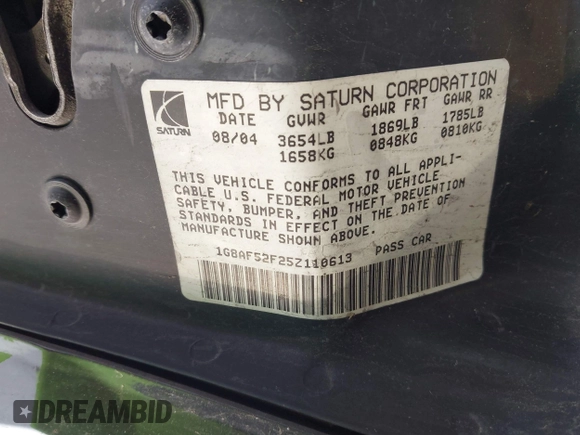 SATURN
MFD BY SATURN CORPORATION
DATE GVWR GAWR FRT GAWR RR
08/04 3654LB 1869LB 1785LB
1658KG 0848KG 0810KG
THIS VEHICLE CONFORMS TO ALL APPLI-
CABLE U.S. FEDERAL MOTOR VEHICLE
SAFETY, BUMPER, AND THEFT PREVENTION
STANDARDS IN EFFECT ON THE DATE OF
MANUFACTURE SHOWN ABOVE.
1G8AF52F25Z110613 PASS CAR
DREAMBID